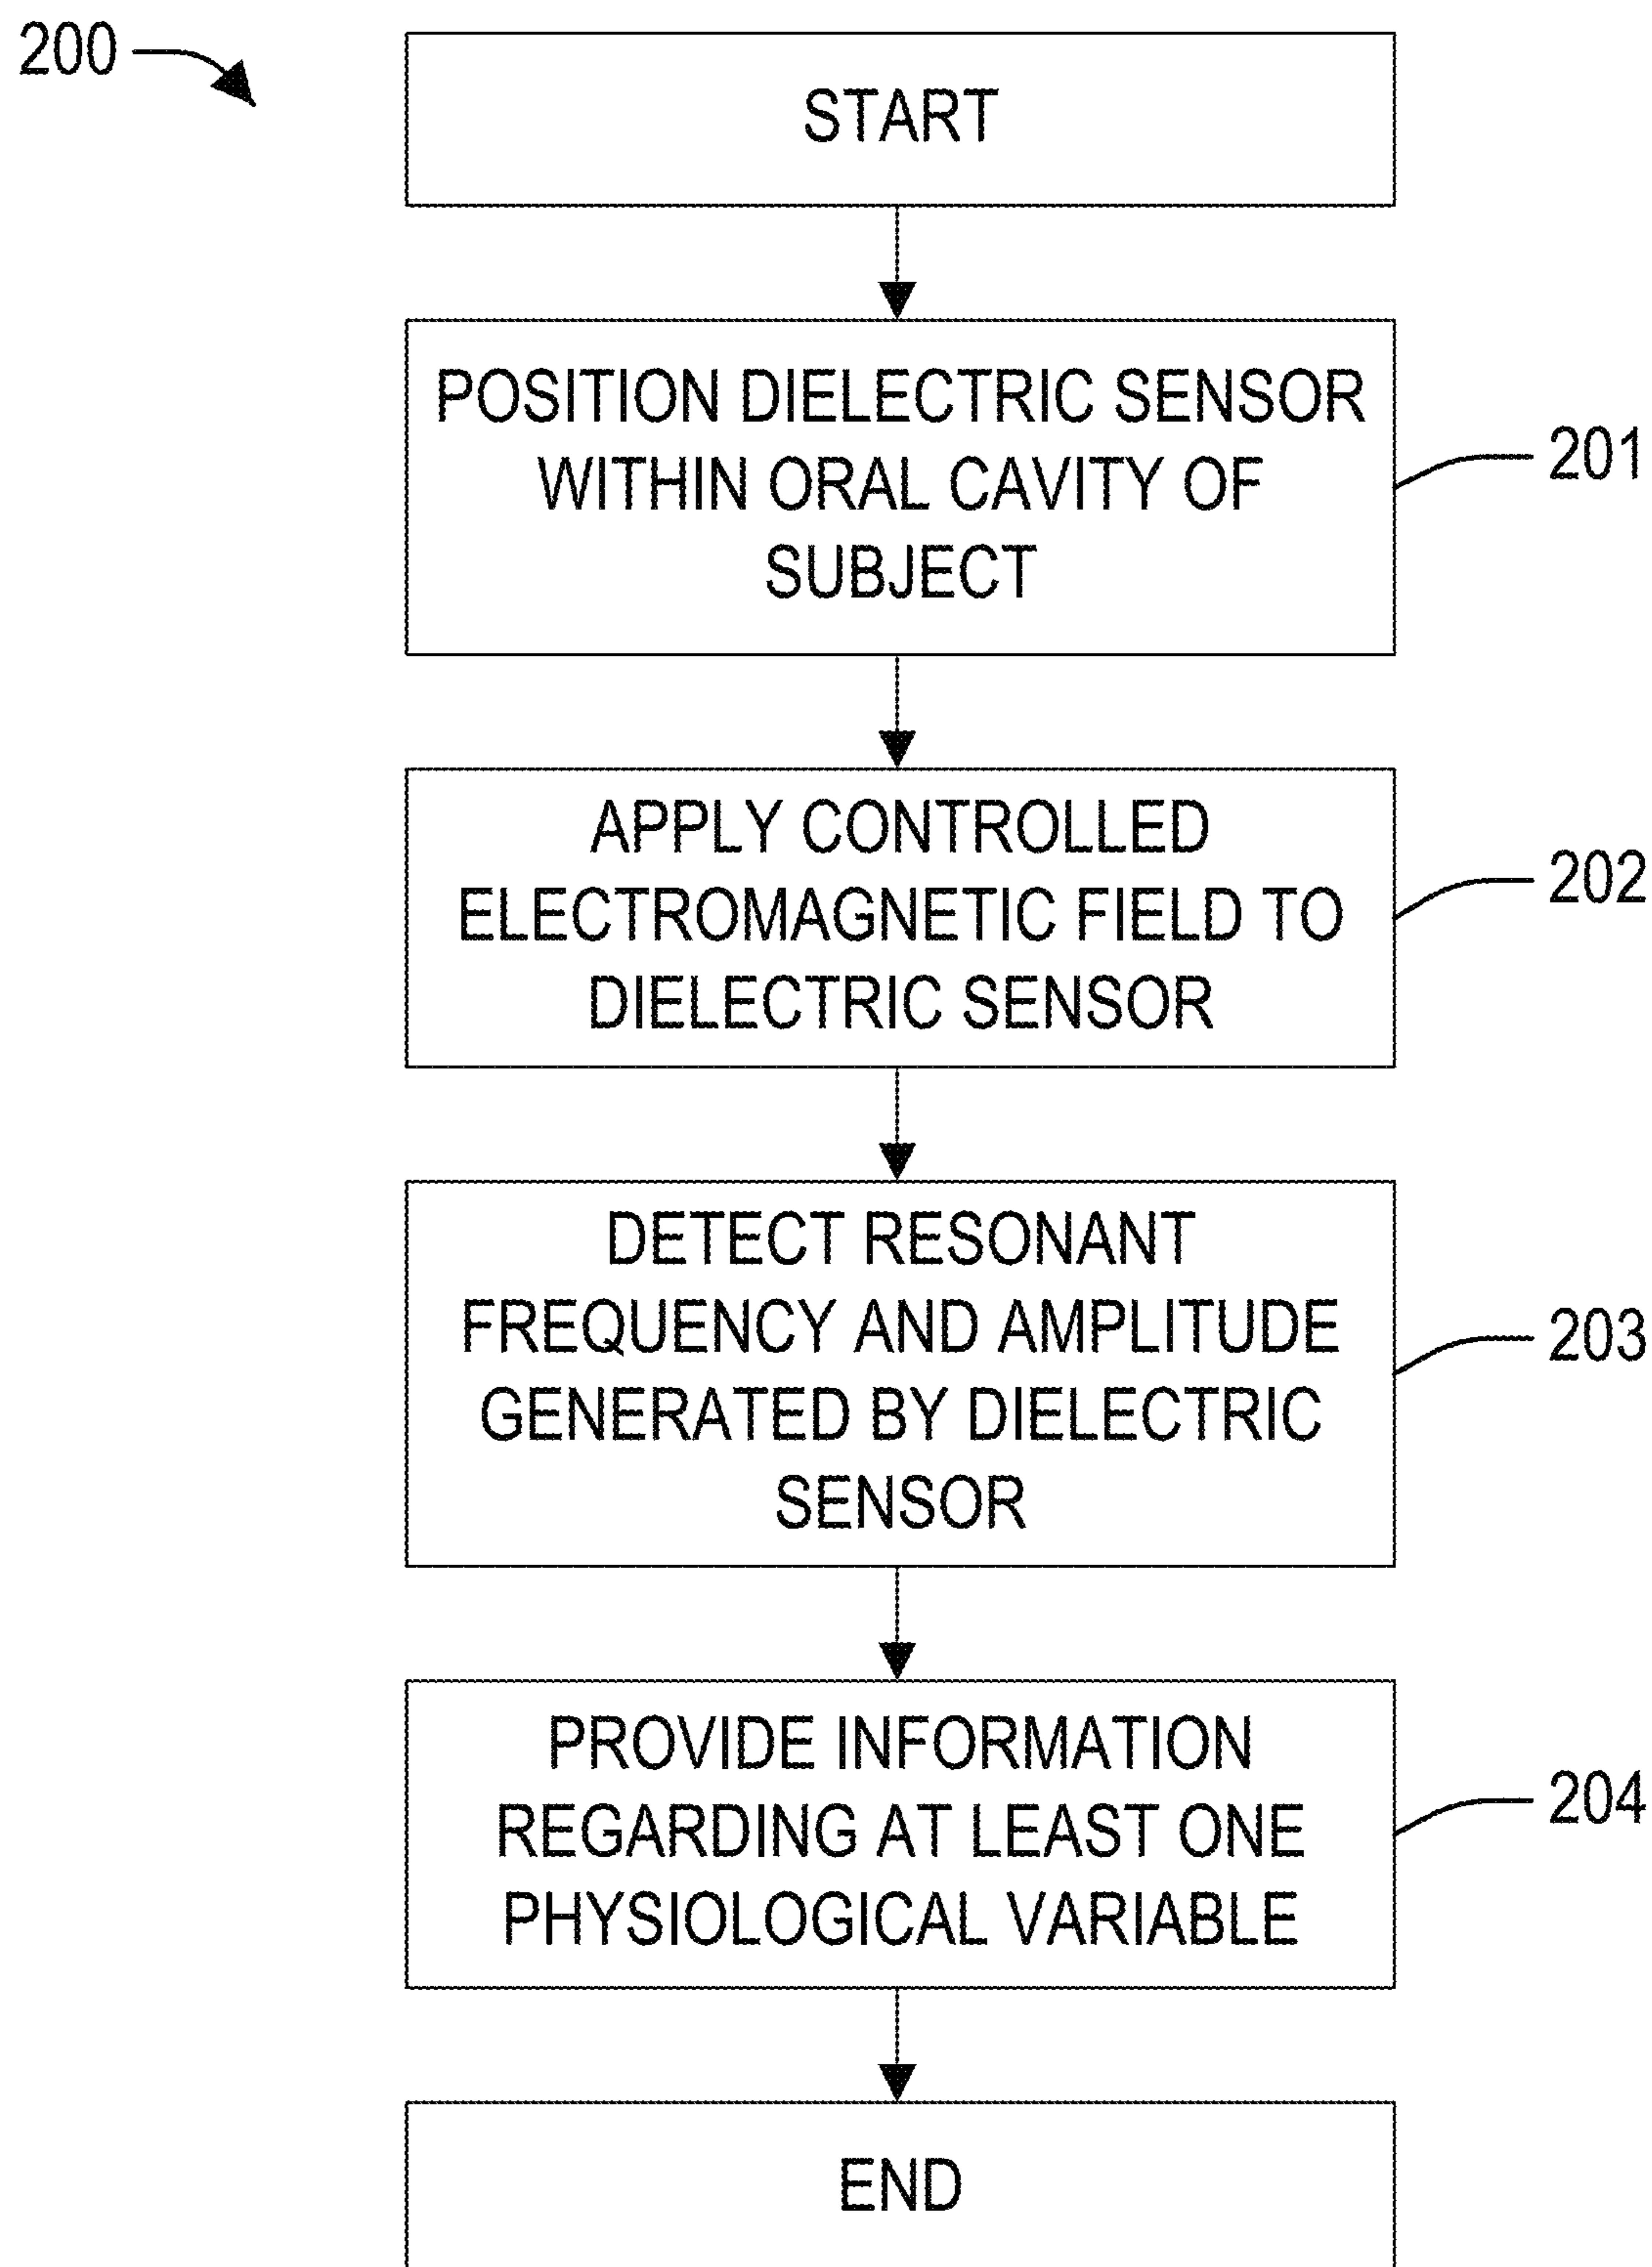 200
START
POSITION DIELECTRIC SENSOR
WITHIN ORAL CAVITY OF
SUBJECT
201
APPLY CONTROLLED
ELECTROMAGNETIC FIELD TO
DIELECTRIC SENSOR
202
DETECT RESONANT
FREQUENCY AND AMPLITUDE
GENERATED BY DIELECTRIC
SENSOR
203
PROVIDE INFORMATION
REGARDING AT LEAST ONE
PHYSIOLOGICAL VARIABLE
204
END